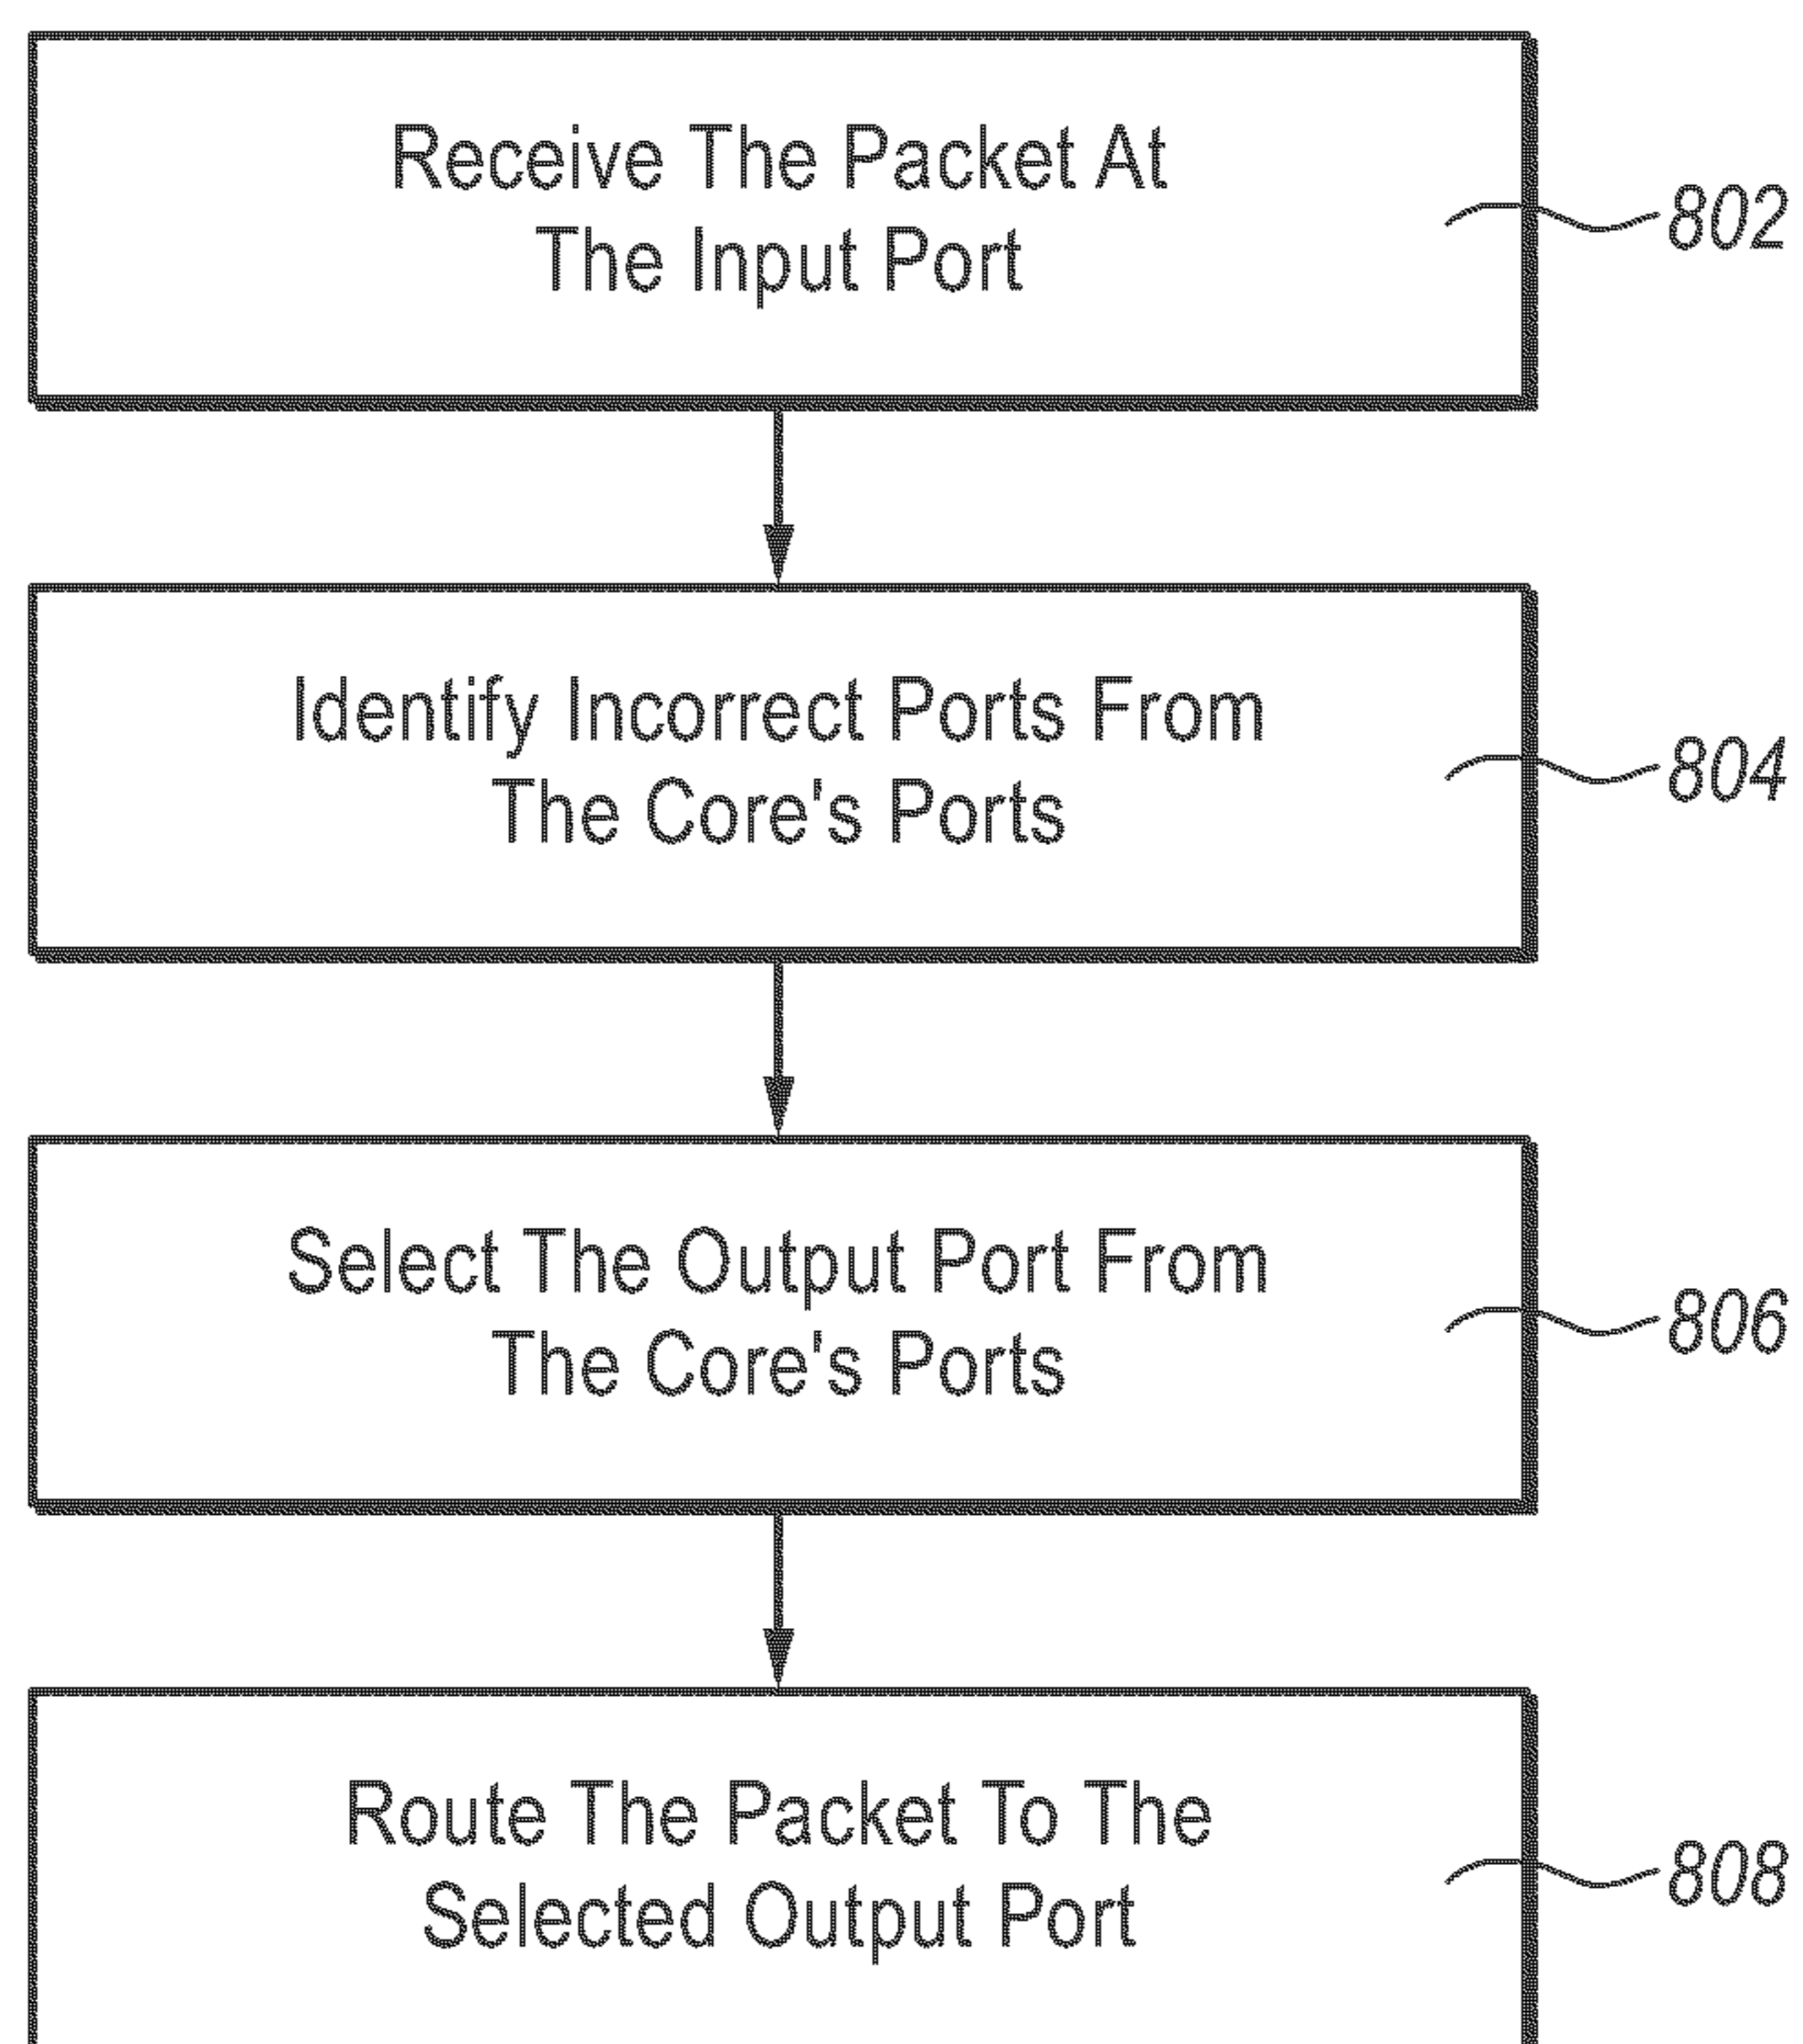 Receive The Packet At
The Input Port
802
Identify Incorrect Ports From
The Core's Ports
804
Select The Output Port From
The Core's Ports
806
Route The Packet To The
Selected Output Port
808